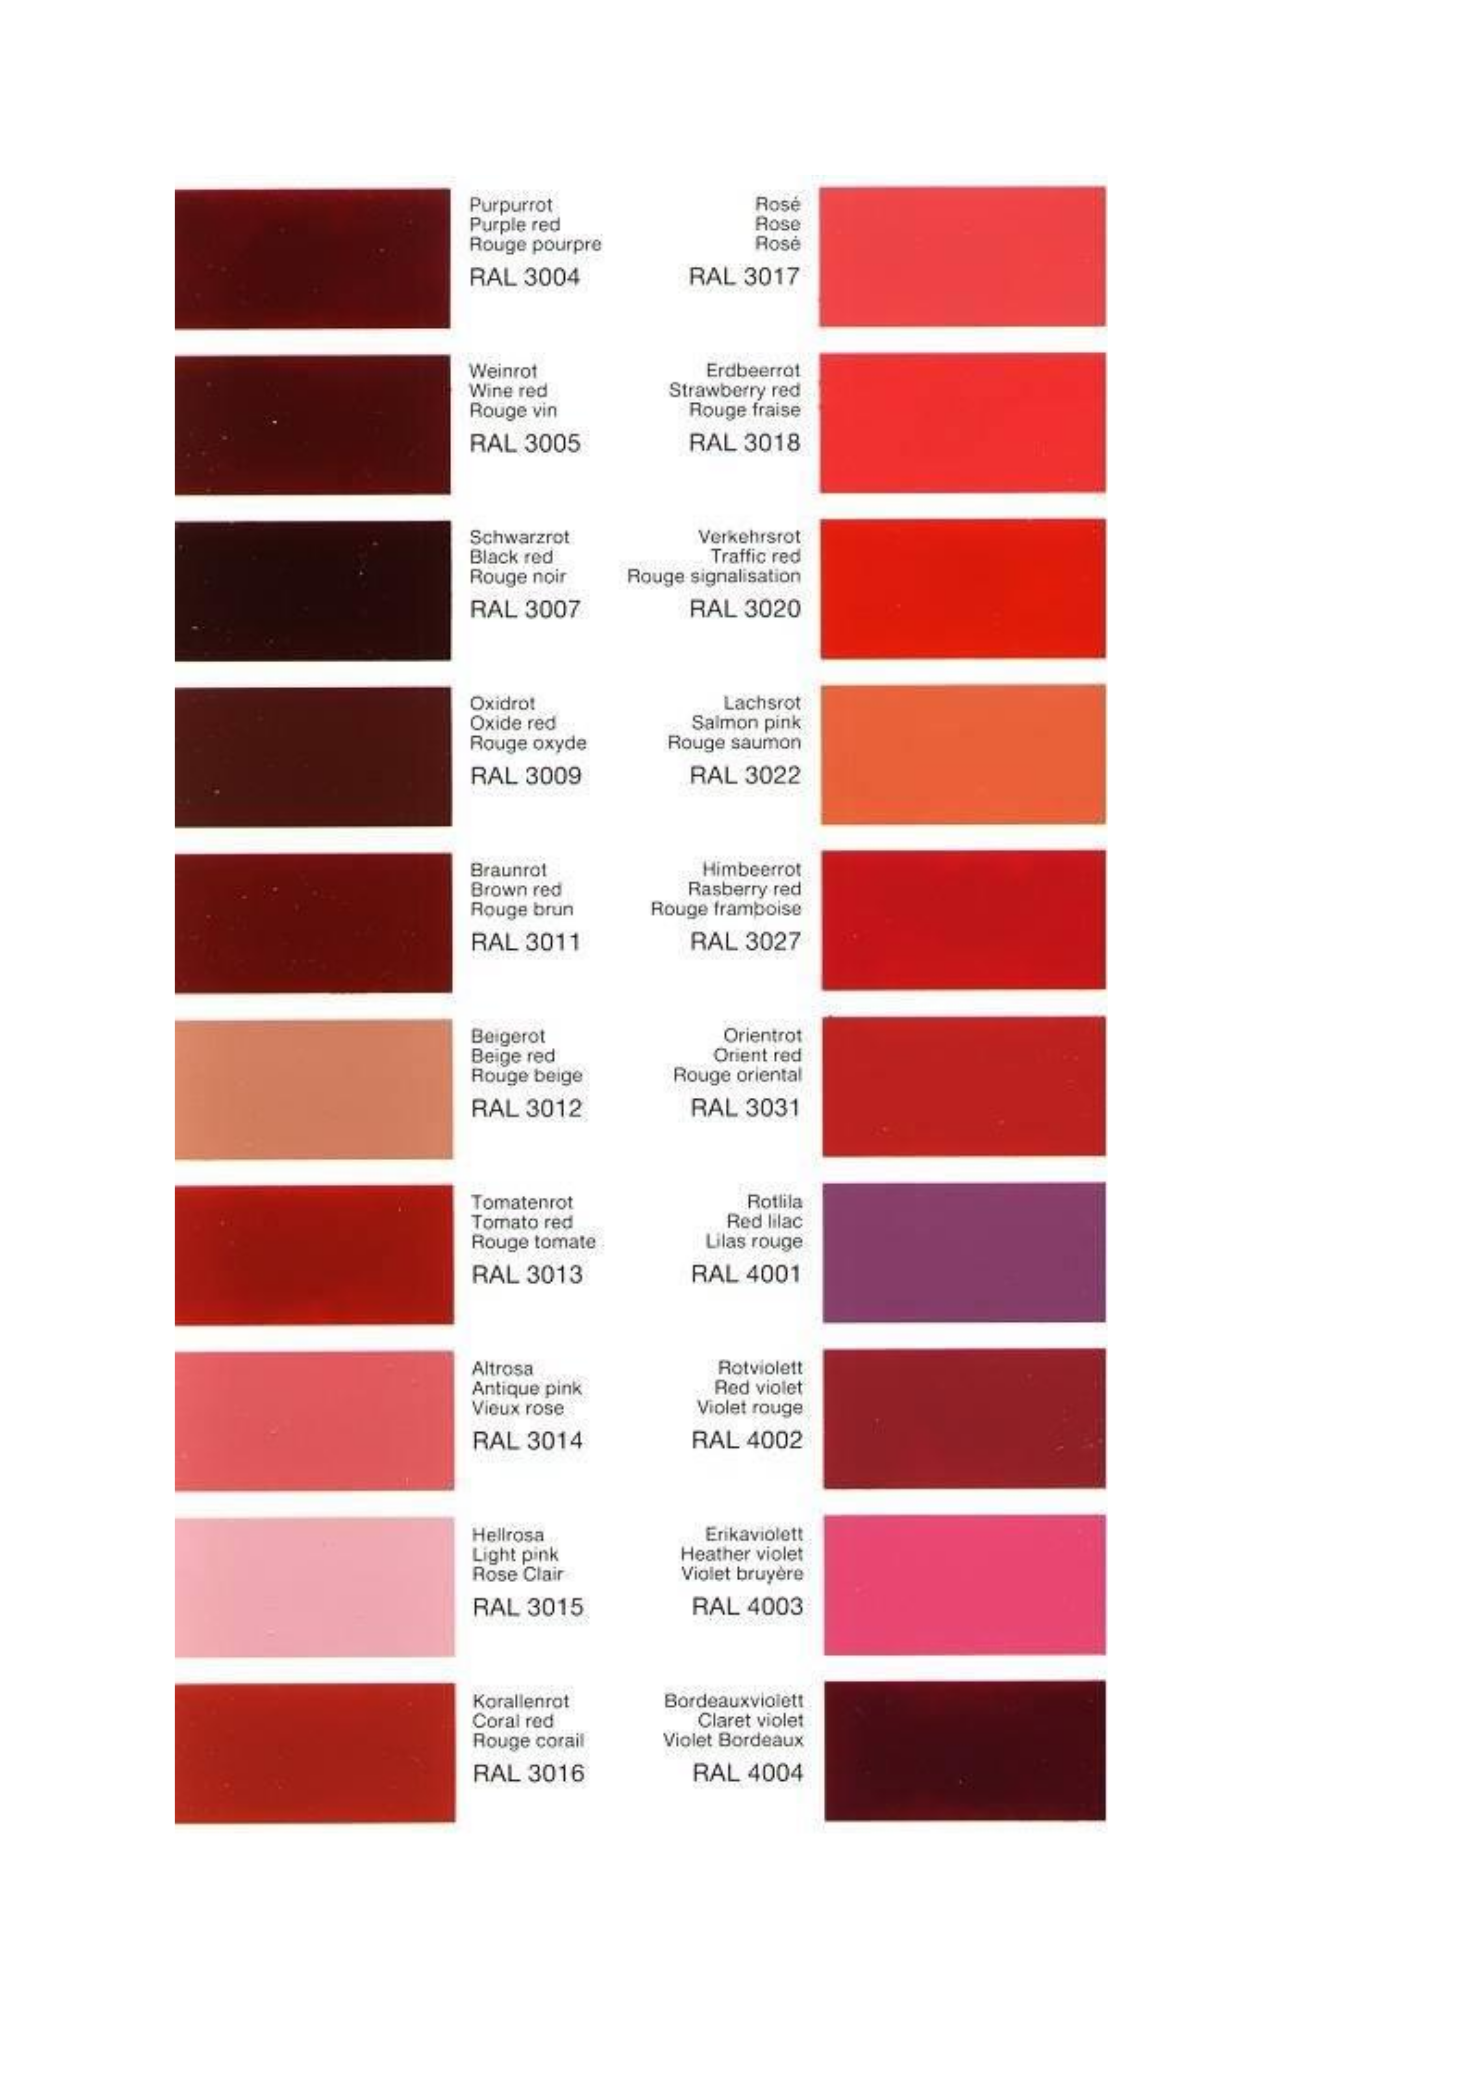 Purpurrot
Purple red
Rouge pourpre
RAL 3004
Rosé
Rose
Rosé
RAL 3017
Weinrot
Wine red
Rouge vin
RAL 3005
Erdbeerrot
Strawberry red
Rouge fraise
RAL 3018
Schwarzrot
Black red
Rouge noir
RAL 3007
Verkehrsrot
Traffic red
Rouge signalisation
RAL 3020
Oxidrot
Oxide red
Rouge oxyde
RAL 3009
Lachsrot
Salmon pink
Rouge saumon
RAL 3022
Braunrot
Brown red
Rouge brun
RAL 3011
Himbeerrot
Rasberry red
Rouge framboise
RAL 3027
Beigerot
Beige red
Rouge beige
RAL 3012
Orientrot
Orient red
Rouge oriental
RAL 3031
Tomatenrot
Tomato red
Rouge tomate
RAL 3013
Rotlila
Red lilac
Lilas rouge
RAL 4001
Altrosa
Antique pink
Vieux rose
RAL 3014
Rotviolett
Red violet
Violet rouge
RAL 4002
Hellrosa
Light pink
Rose Clair
RAL 3015
Erikaviolett
Heather violet
Violet bruyère
RAL 4003
Korallenrot
Coral red
Rouge corail
RAL 3016
Bordeauxviolett
Claret violet
Violet Bordeaux
RAL 4004